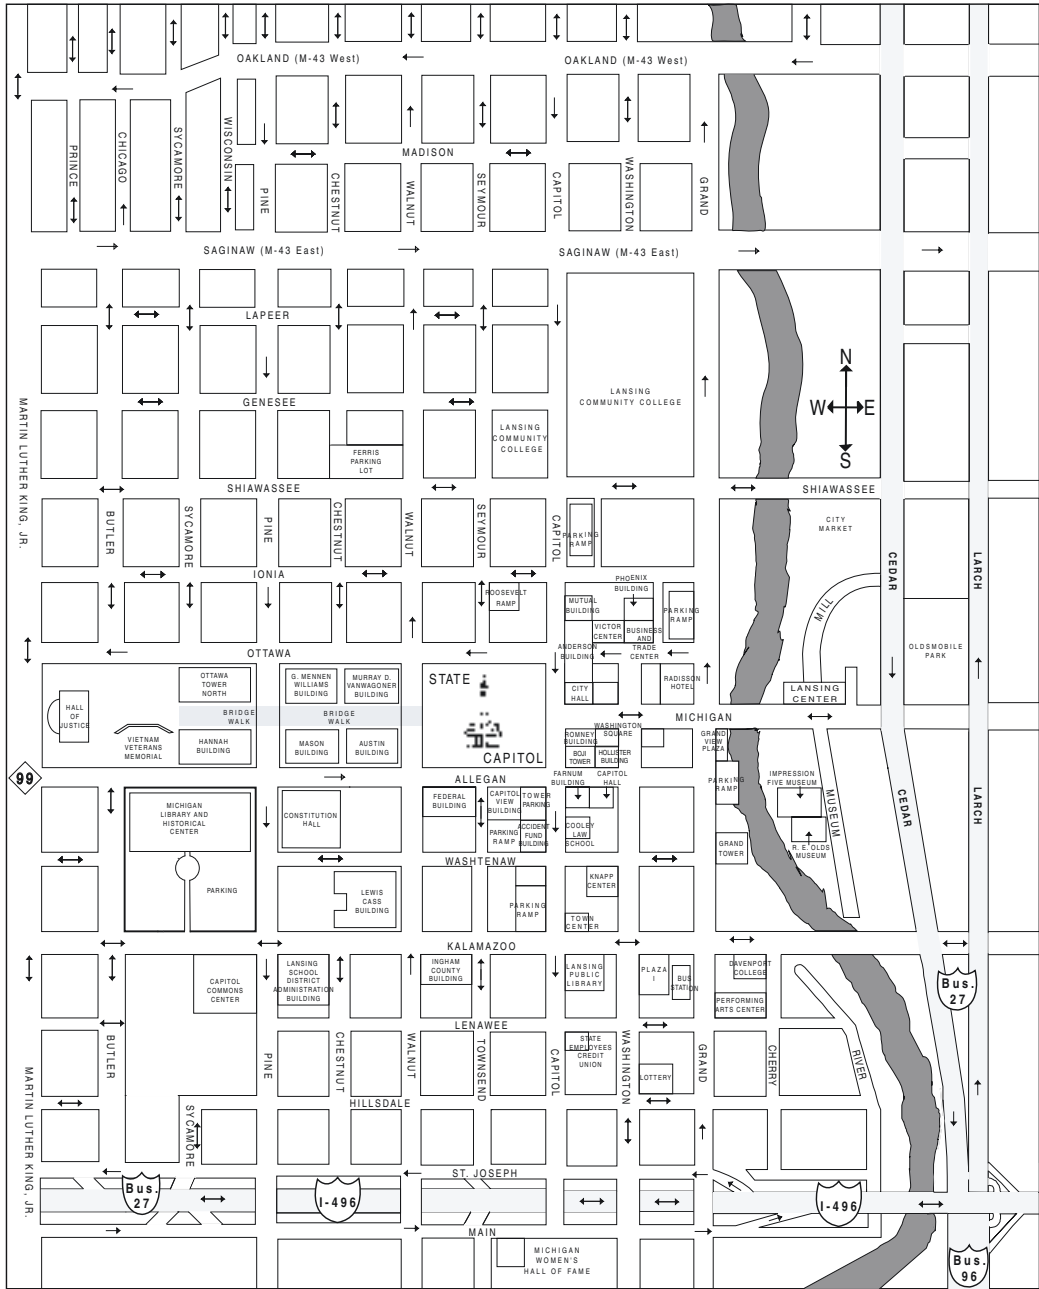 OAKLAND (M-43 West)
OAKLAND (M-43 West)
PRINCE
CHICAGO
SYCAMORE
WISCONSIN
PINE
CHESTNUT
MADISON
WALNUT
SEYMOUR
CAPITOL
WASHINGTON
GRAND
SAGINAW (M-43 East)
SAGINAW (M-43 East)
LAPEER
GENESEE
LANSING
COMMUNITY COLLEGE
N
W
E
S
MARTIN LUTHER KING, JR.
LANSING
COMMUNITY
COLLEGE
FERRIS
PARKING
LOT
SHIAWASSEE
SHIAWASSEE
BUTLER
SYCAMORE
PINE
CHESTNUT
WALNUT
SEYMOUR
CAPITOL
PARKING
RAMP
CITY
MARKET
CEDAR
LARCH
IONIA
ROOSEVELT
RAMP
PHOENIX
BUILDING
MUTUAL
BUILDING
VICTOR
CENTER
BUSINESS
AND
TRADE
CENTER
PARKING
RAMP
MILL
ANDERSON
BUILDING
OLDSMOBILE
PARK
OTTAWA
OTTAWA
TOWER
NORTH
G. MENNEN
WILLIAMS
BUILDING
MURRAY D.
VANWAGONER
BUILDING
STATE
CAPITOL
CITY
HALL
RADISSON
HOTEL
LANSING
CENTER
HALL
OF
JUSTICE
BRIDGE
WALK
BRIDGE
WALK
MICHIGAN
VIETNAM
VETERANS
MEMORIAL
HANNAH
BUILDING
MASON
BUILDING
AUSTIN
BUILDING
WASHINGTON
SQUARE
ROMNEY
BUILDING
BOJI
TOWER
HOLLISTER
BUILDING
GRAND
VIEW
PLAZA
99
ALLEGAN
FARNUM
BUILDING
CAPITOL
HALL
PARKING
RAMP
IMPRESSION
FIVE MUSEUM
MUSEUM
CEDAR
LARCH
MICHIGAN
LIBRARY AND
HISTORICAL
CENTER
CONSTITUTION
HALL
FEDERAL
BUILDING
CAPITOL
VIEW
BUILDING
TOWER
PARKING
PARKING
RAMP
ACCIDENT
FUND
BUILDING
COOLEY
LAW
SCHOOL
GRAND
TOWER
R. E. OLDS
MUSEUM
WASHTENAW
PARKING
LEWIS
CASS
BUILDING
PARKING
RAMP
KNAPP
CENTER
TOWN
CENTER
KALAMAZOO
CAPITOL
COMMONS
CENTER
LANSING
SCHOOL
DISTRICT
ADMINISTRATION
BUILDING
INGHAM
COUNTY
BUILDING
LANSING
PUBLIC
LIBRARY
PLAZA
I
BUS
STATION
DAVENPORT
COLLEGE
PERFORMING
ARTS CENTER
Bus.
27
LENAWEE
BUTLER
PINE
CHESTNUT
WALNUT
TOWNSEND
CAPITOL
STATE
EMPLOYEES
CREDIT
UNION
WASHINGTON
LOTTERY
GRAND
CHERRY
RIVER
MARTIN LUTHER KING, JR.
HILLSDALE
SYCAMORE
ST. JOSEPH
Bus.
27
I-496
I-496
MAIN
MICHIGAN
WOMEN'S
HALL OF FAME
Bus.
96